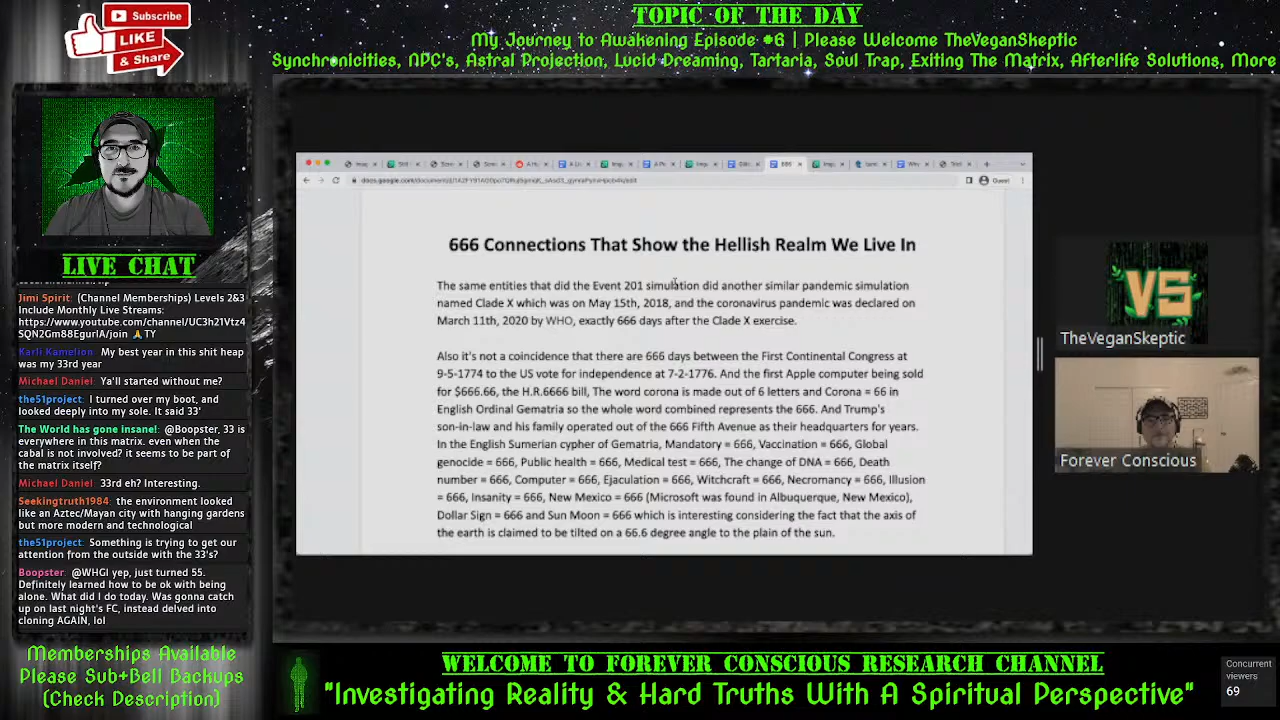 Subscribe
LIKE
& Share
TOPIC OF THE DAY
My Journey to Awakening Episode #6 | Please Welcome TheVeganSkeptic
Synchronicities, NPC's, Astral Projection, Lucid Dreaming, Tartaria, Soul Trap, Exiting The Matrix, Afterlife Solutions, More
LIVE CHAT
Jimi Spirit: (Channel Memberships) Levels 2&3
Include Monthly Live Streams:
https://www.youtube.com/channel/UC3h21Vtz4
SQN2Gm88EgurIA/join 🙏 TY
Karli Kamelion: My best year in this shit heap
was my 33rd year
Michael Daniel: Ya'll started without me?
the51project: I turned over my boot, and
looked deeply into my sole. It said 33'
The World has gone insane!: @Boopster, 33 is
everywhere in this matrix. even when the
cabal is not involved? it seems to be part of
the matrix itself?
Michael Daniel: 33rd eh? Interesting.
Seekingtruth1984: the environment looked
like an Aztec/Mayan city with hanging gardens
but more modern and technological
the51project: Something is trying to get our
attention from the outside with the 33's?
Boopster: @WHGI yep, just turned 55.
Definitely learned how to be ok with being
alone. What did I do today. Was gonna catch
up on last night's FC, instead delved into
cloning AGAIN, lol
Memberships Available
Please Sub+Bell Backups
(Check Description)
666
Guest
666 Connections That Show the Hellish Realm We Live In
The same entities that did the Event 201 simulation did another similar pandemic simulation
named Clade X which was on May 15th, 2018, and the coronavirus pandemic was declared on
March 11th, 2020 by WHO, exactly 666 days after the Clade X exercise.
Also it's not a coincidence that there are 666 days between the First Continental Congress at
9-5-1774 to the US vote for independence at 7-2-1776. And the first Apple computer being sold
for $666.66, the H.R.6666 bill, The word corona is made out of 6 letters and Corona = 66 in
English Ordinal Gematria so the whole word combined represents the 666. And Trump's
son-in-law and his family operated out of the 666 Fifth Avenue as their headquarters for years.
In the English Sumerian cypher of Gematria, Mandatory = 666, Vaccination = 666, Global
genocide = 666, Public health = 666, Medical test = 666, The change of DNA = 666, Death
number = 666, Computer = 666, Ejaculation = 666, Witchcraft = 666, Necromancy = 666, Illusion
= 666, Insanity = 666, New Mexico = 666 (Microsoft was found in Albuquerque, New Mexico),
Dollar Sign = 666 and Sun Moon = 666 which is interesting considering the fact that the axis of
the earth is claimed to be tilted on a 66.6 degree angle to the plain of the sun.
VS
TheVeganSkeptic
Forever Conscious
WELCOME TO FOREVER CONSCIOUS RESEARCH CHANNEL
"Investigating Reality & Hard Truths With A Spiritual Perspective"
Concurrent
viewers
69